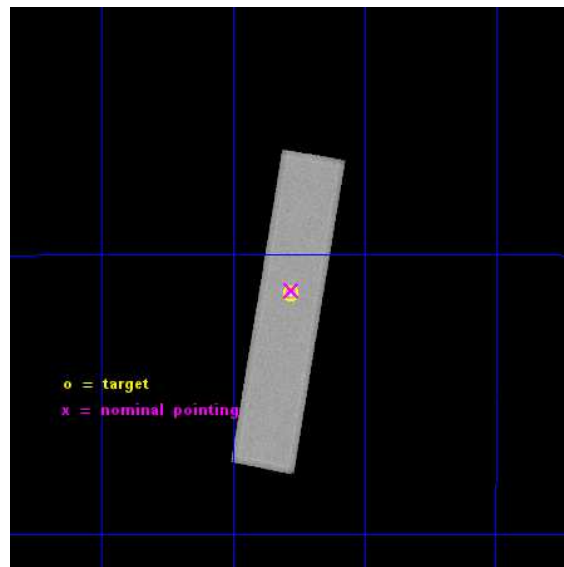 o = target
x = nominal pointing